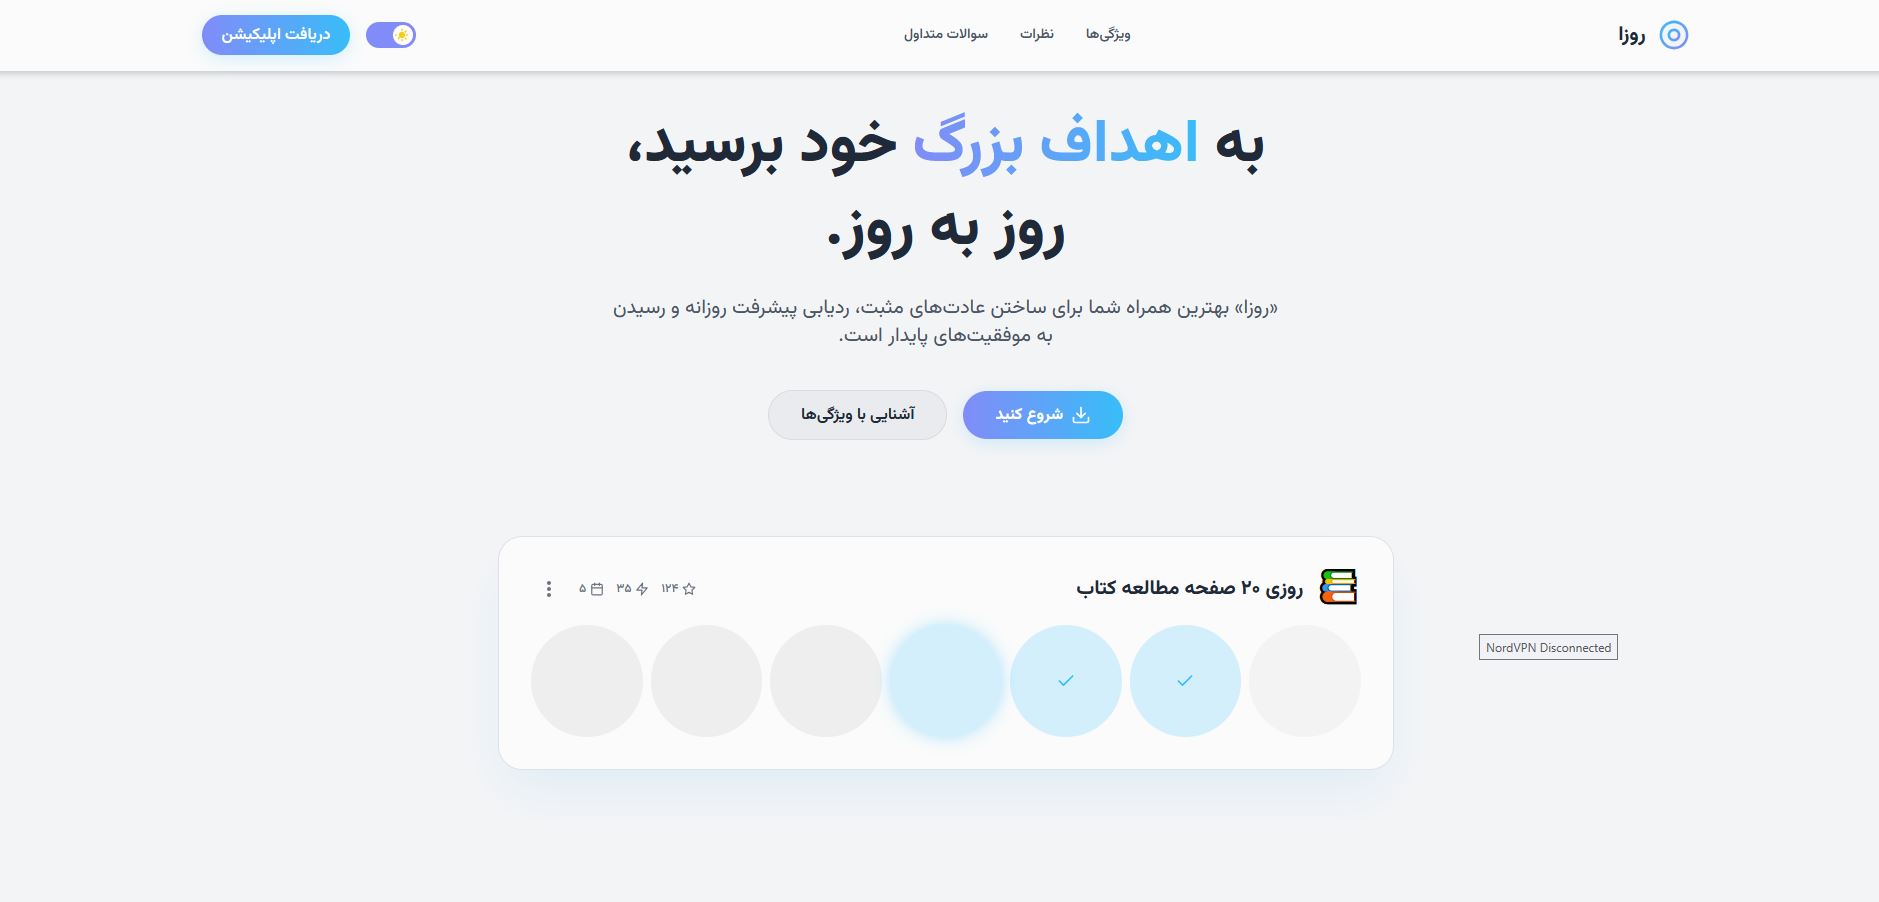 روزا
ویژگی‌ها
نظرات
سوالات متداول
دریافت اپلیکیشن
به اهداف بزرگ خود برسید،
روز به روز.
«روزا» بهترین همراه شما برای ساختن عادت‌های مثبت، ردیابی پیشرفت روزانه و رسیدن
به موفقیت‌های پایدار است.
شروع کنید
آشنایی با ویژگی‌ها
روزی ۲۰ صفحه مطالعه کتاب
۱۲۴
۳۵
۵
NordVPN Disconnected